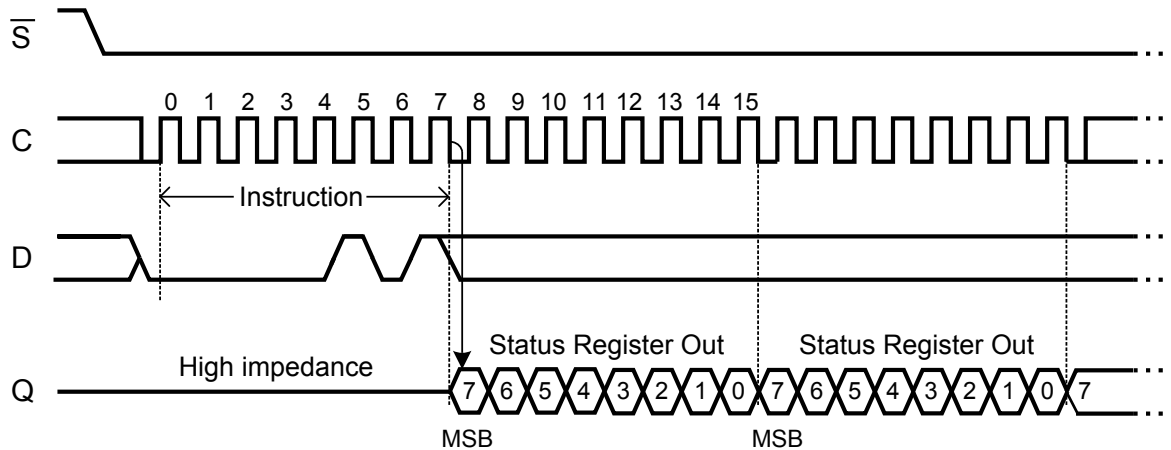 S
0 1 2 3 4 5 6 7 8 9 10 11 12 13 14 15
C
Instruction
D
Status Register Out Status Register Out
High impedance
Q 7 6 5 4 3 2 1 0 7 6 5 4 3 2 1 0 7
MSB MSB